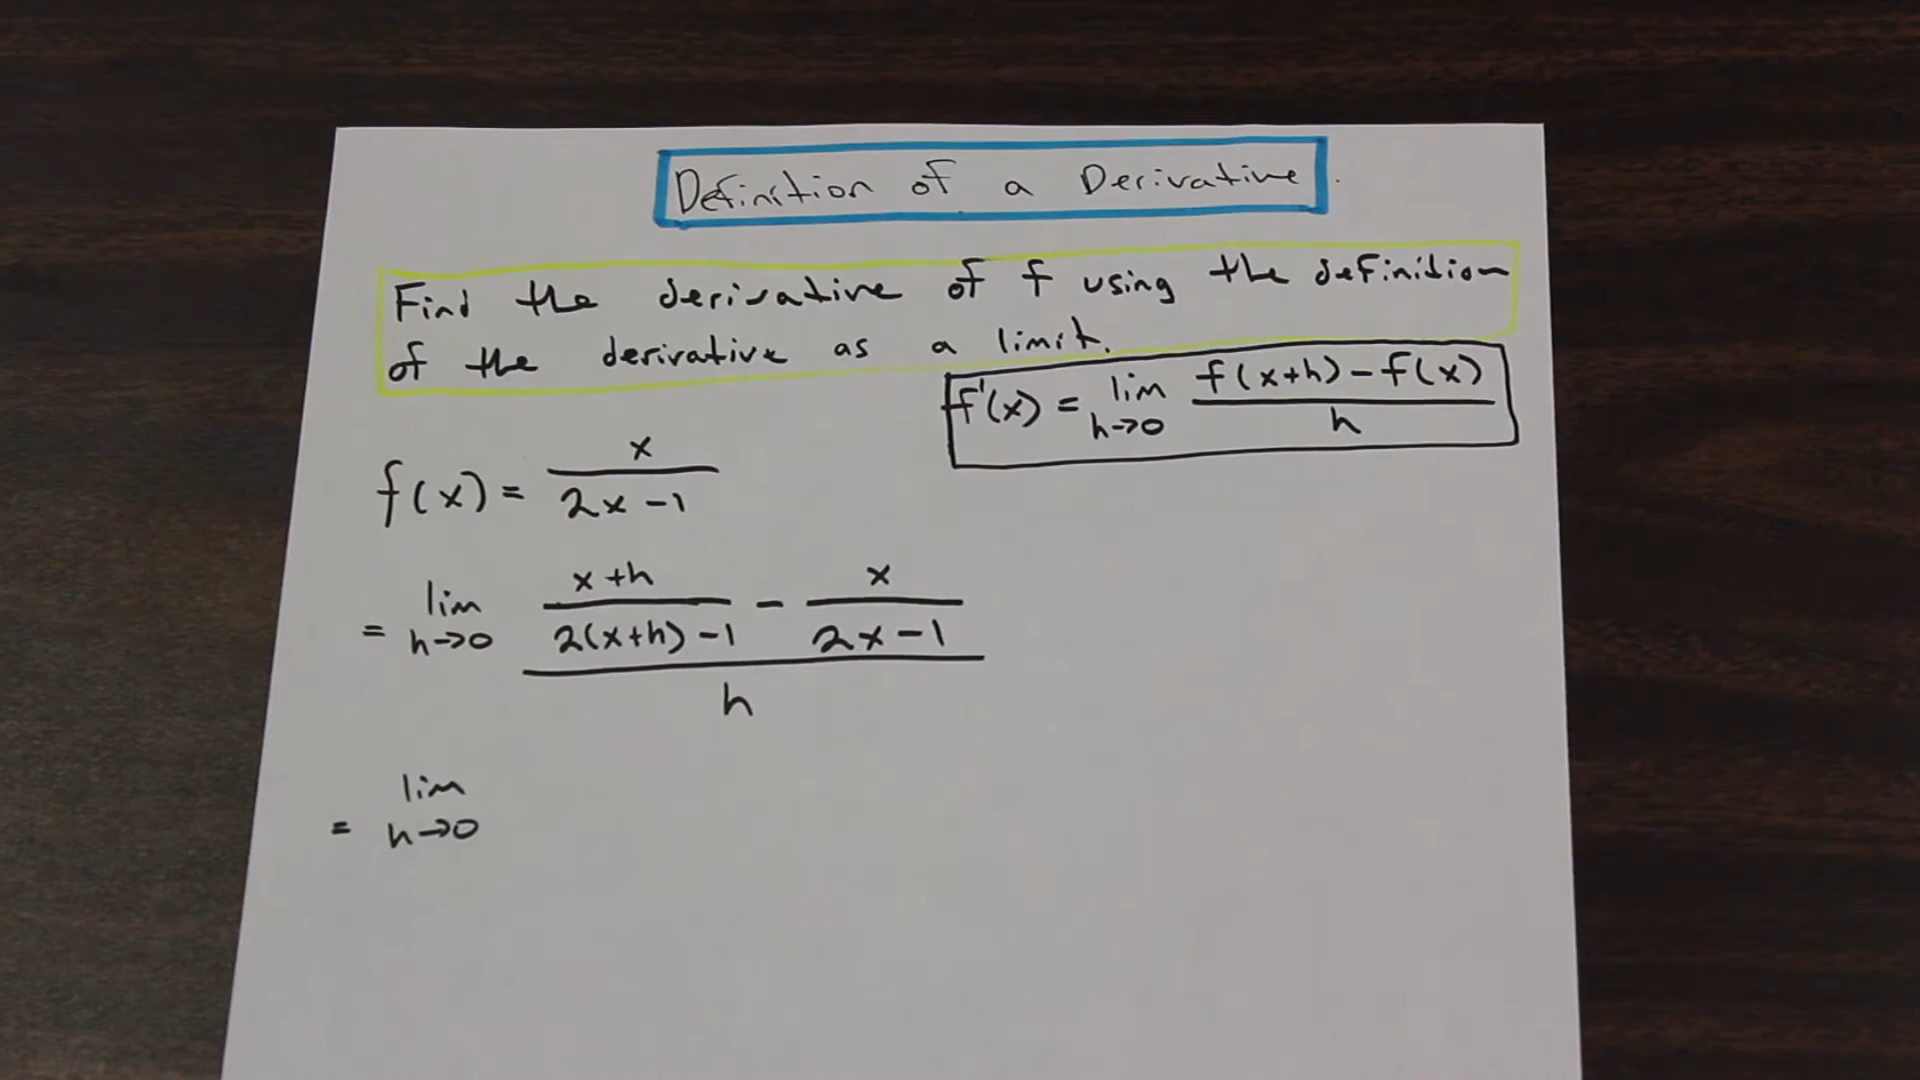 Definition of a Derivative.
Find the derivative of f using the definition
of the derivative as a limit.
f'(x) = lim h→0 f(x+h) - f(x) / h
f(x) = x / 2x - 1
= lim h→0 x+h / 2(x+h) - 1 - x / 2x - 1 / h
= lim h→0